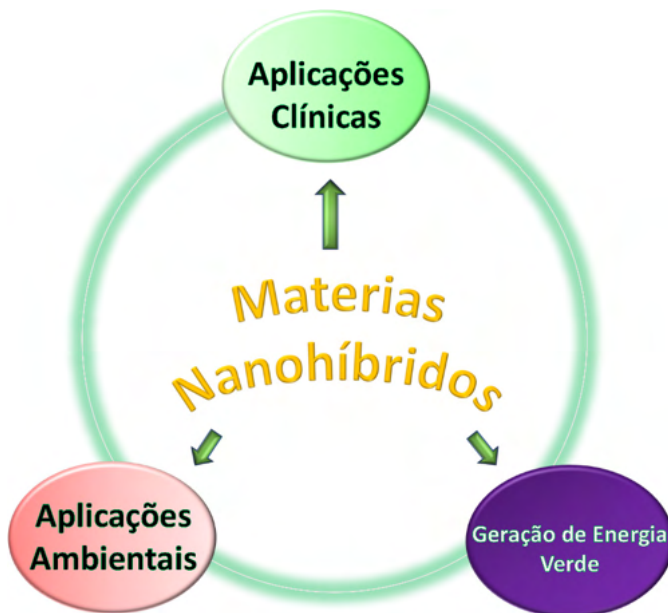 Aplicações
Clínicas
Materias
Nanohíbridos
Aplicações
Ambientais
Geração de Energia
Verde